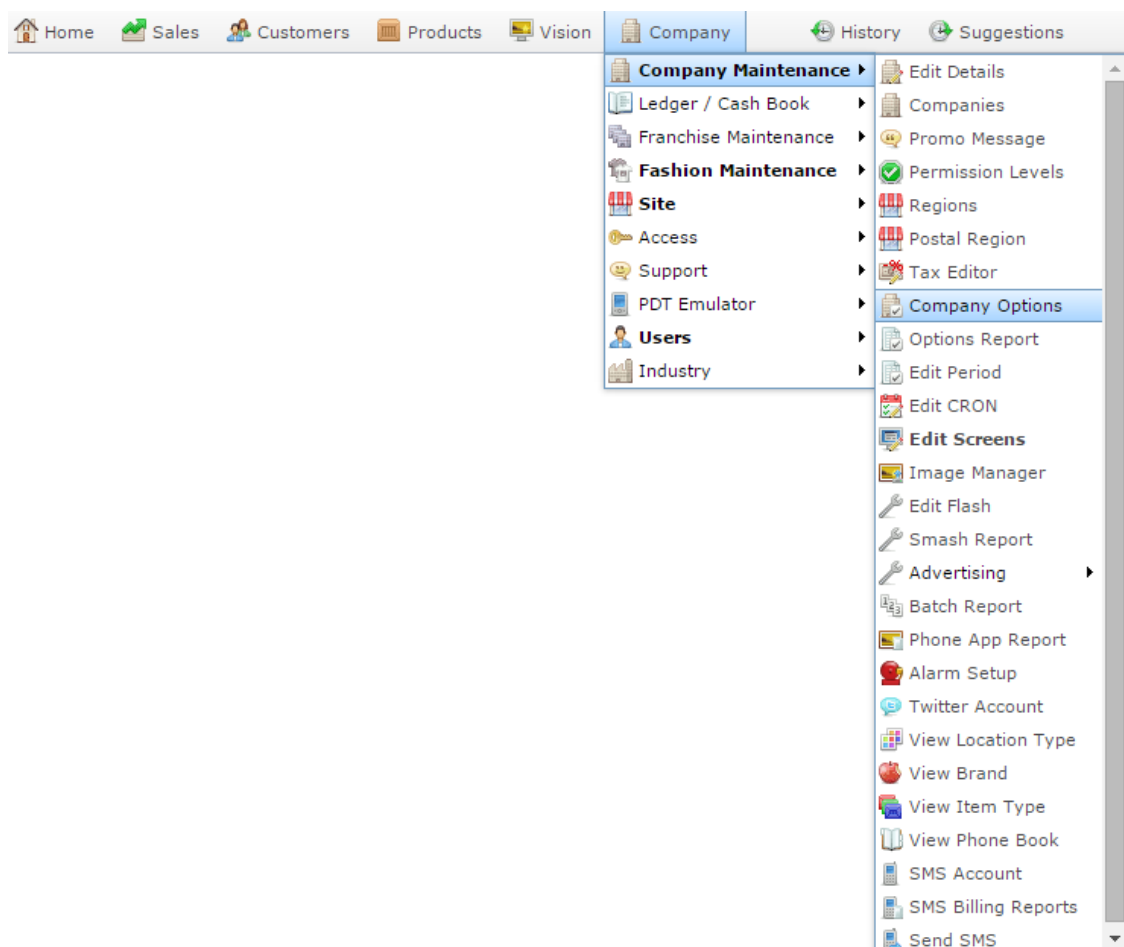 Home Sales Customers Products Vision Company History Suggestions
Company Maintenance
Ledger / Cash Book
Franchise Maintenance
Fashion Maintenance
Site
Access
Support
PDT Emulator
Users
Industry
Edit Details
Companies
Promo Message
Permission Levels
Regions
Postal Region
Tax Editor
Company Options
Options Report
Edit Period
Edit CRON
Edit Screens
Image Manager
Edit Flash
Smash Report
Advertising
Batch Report
Phone App Report
Alarm Setup
Twitter Account
View Location Type
View Brand
View Item Type
View Phone Book
SMS Account
SMS Billing Reports
Send SMS